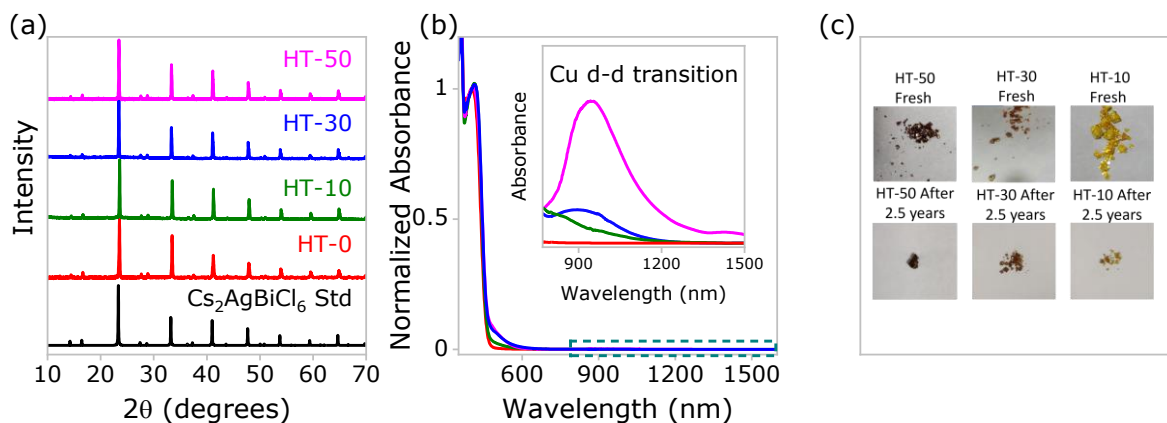 (a)
Intensity
HT-50
HT-30
HT-10
HT-0
Cs₂AgBiCl₆ Std
10 20 30 40 50 60 70
2θ (degrees)
(b)
Normalized Absorbance
1
0.5
0
600 900 1200 1500
Wavelength (nm)
Cu d-d transition
Absorbance
900 1200 1500
Wavelength (nm)
(c)
HT-50
Fresh
HT-30
Fresh
HT-10
Fresh
HT-50 After
2.5 years
HT-30 After
2.5 years
HT-10 After
2.5 years